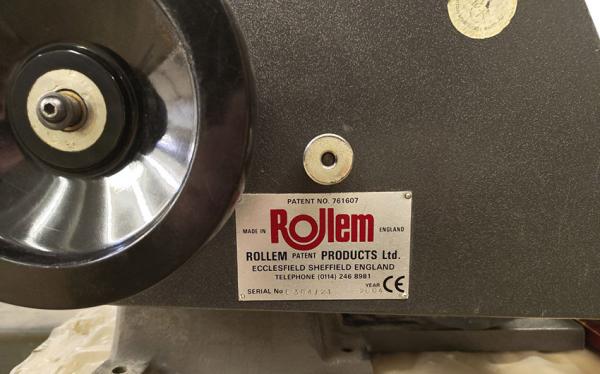 PATENT NO. 761607
MADE IN Rollem ENGLAND
ROLLEM PATENT PRODUCTS Ltd.
ECCLESFIELD SHEFFIELD ENGLAND
TELEPHONE (0114) 246 8981
YEAR CE
SERIAL No 2004